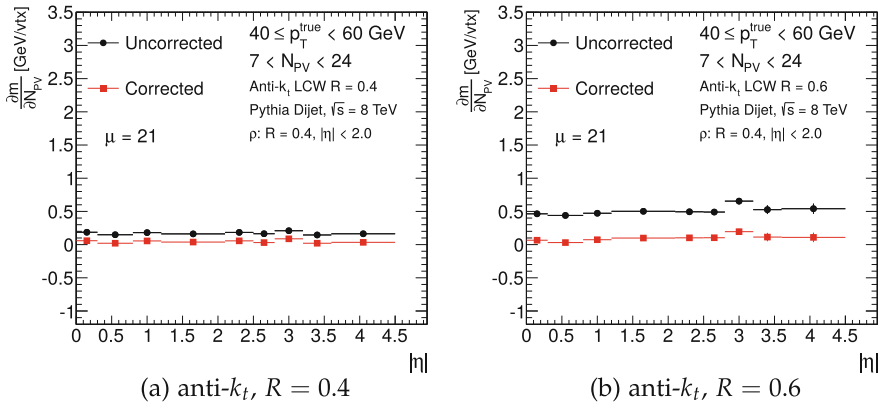 ∂m/∂N_PV [GeV/vtx]
3.5
3
2.5
2
1.5
1
0.5
0
-0.5
-1
Uncorrected
Corrected
μ = 21
40 ≤ p_T^true < 60 GeV
7 < N_PV < 24
Anti-k_t LCW R = 0.4
Pythia Dijet, √s = 8 TeV
ρ: R = 0.4, |η| < 2.0
0 0.5 1 1.5 2 2.5 3 3.5 4 4.5
|η|
(a) anti-k_t, R = 0.4
∂m/∂N_PV [GeV/vtx]
3.5
3
2.5
2
1.5
1
0.5
0
-0.5
-1
Uncorrected
Corrected
μ = 21
40 ≤ p_T^true < 60 GeV
7 < N_PV < 24
Anti-k_t LCW R = 0.6
Pythia Dijet, √s = 8 TeV
ρ: R = 0.4, |η| < 2.0
0 0.5 1 1.5 2 2.5 3 3.5 4 4.5
|η|
(b) anti-k_t, R = 0.6